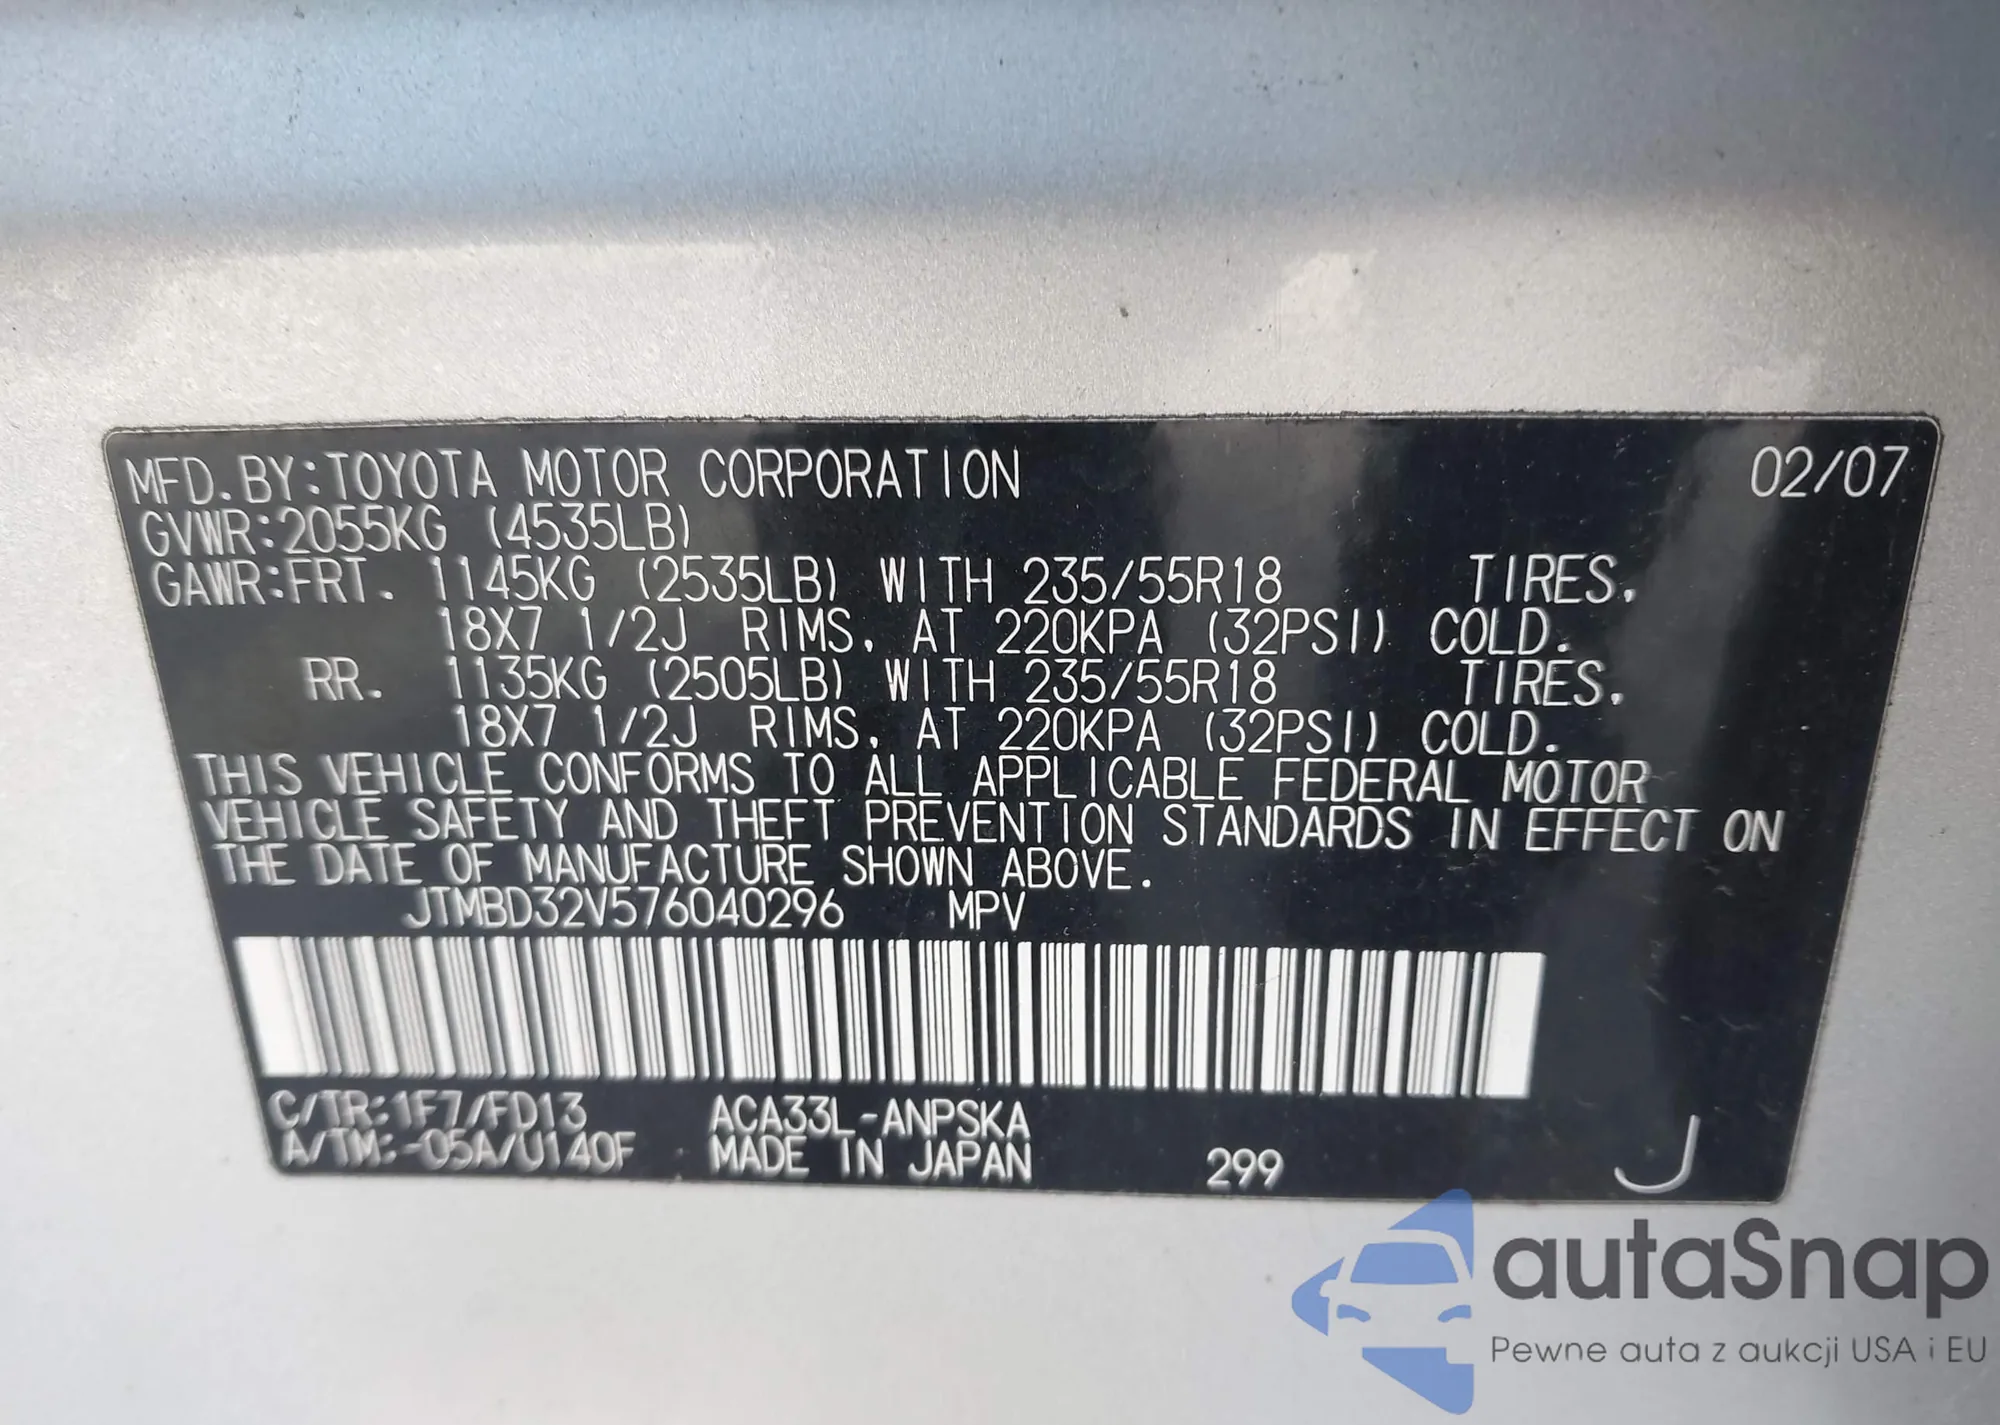 MFD.BY:TOYOTA MOTOR CORPORATION 02/07
GVWR:2055KG (4535LB)
GAWR:FRT. 1145KG (2535LB) WITH 235/55R18 TIRES,
18X7 1/2J RIMS, AT 220KPA (32PSI) COLD.
RR. 1135KG (2505LB) WITH 235/55R18 TIRES,
18X7 1/2J RIMS, AT 220KPA (32PSI) COLD.
THIS VEHICLE CONFORMS TO ALL APPLICABLE FEDERAL MOTOR
VEHICLE SAFETY AND THEFT PREVENTION STANDARDS IN EFFECT ON
THE DATE OF MANUFACTURE SHOWN ABOVE.
JTMBD32V576040296 MPV
C/TR:1F7/FD13 ACA33L-ANPSKA
A/TM:-05A/U140F MADE IN JAPAN 299 J
autaSnap
Pewne auta z aukcji USA i EU